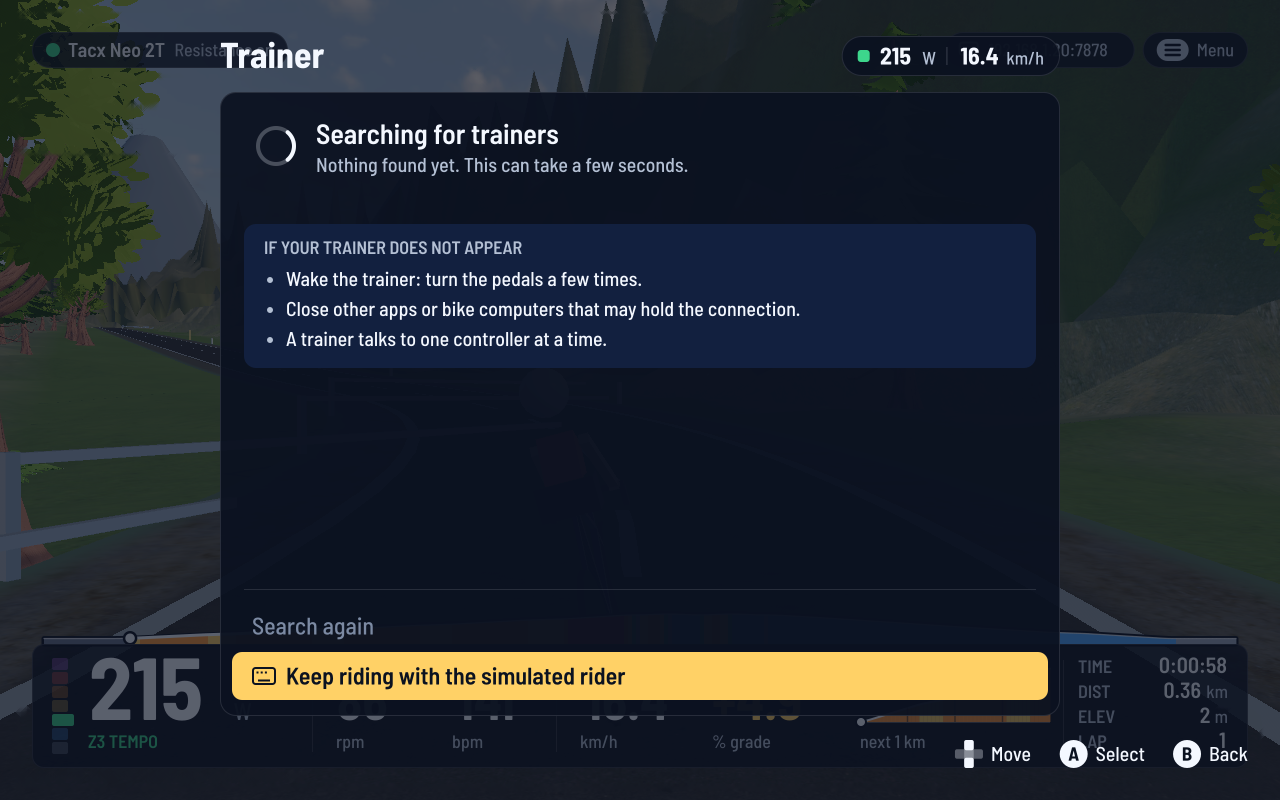 Tacx Neo 2T
Trainer
215 W 16.4 km/h
Menu
Searching for trainers
Nothing found yet. This can take a few seconds.
IF YOUR TRAINER DOES NOT APPEAR
• Wake the trainer: turn the pedals a few times.
• Close other apps or bike computers that may hold the connection.
• A trainer talks to one controller at a time.
Search again
Keep riding with the simulated rider
215 W
Z3 TEMPO
rpm
bpm
km/h
% grade
next 1 km
TIME 0:00:58
DIST 0.36 km
ELEV 2 m
LAP 1
Move
A Select
B Back